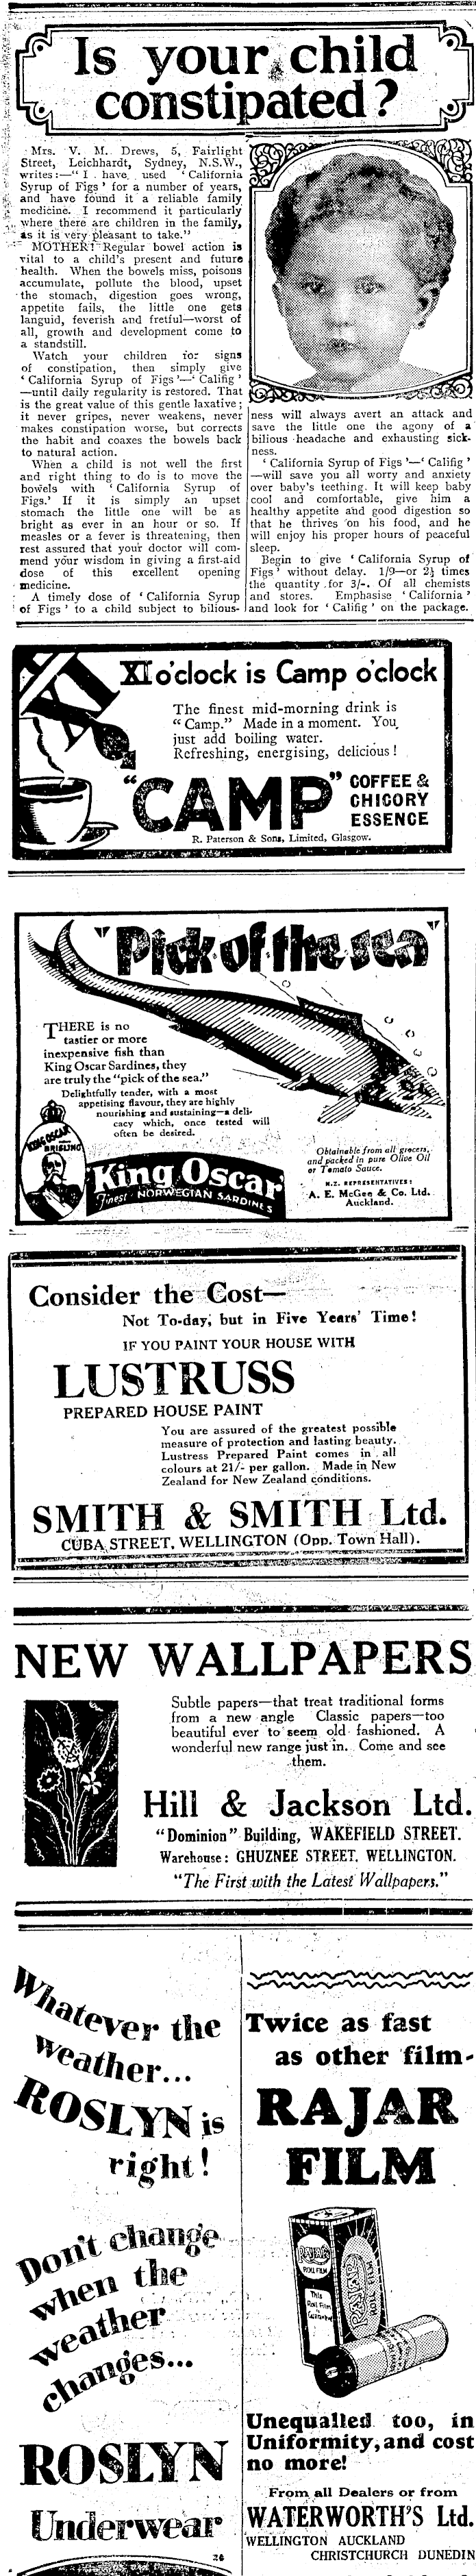 Is your child
constipated?
Mrs. V. M. Drews, 5, Fairlight
Street, Leichhardt, Sydney, N.S.W.,
writes:—“ I have used ‘ California
Syrup of Figs ’ for a number of years,
and have found it a reliable family
medicine. I recommend it particularly
where there are children in the family,
as it is very pleasant to take.”
MOTHER! Regular bowel action is
vital to a child's present and future
health. When the bowels miss, poisons
accumulate, pollute the blood, upset
the stomach, digestion goes wrong,
appetite fails, the little one gets
languid, feverish and fretful—worst of
all, growth and development come to
a standstill.
Watch your children for signs
of constipation, then simply give
‘ California Syrup of Figs ’—‘ Califig ’
—until daily regularity is restored. That
is the great value of this gentle laxative;
it never gripes, never weakens, never
makes constipation worse, but corrects
the habit and coaxes the bowels back
to natural action.
When a child is not well the first
and right thing to do is to move the
bowels with ‘ California Syrup of
Figs.’ If it is simply an upset
stomach the little one will be as
bright as ever in an hour or so. If
measles or a fever is threatening, then
rest assured that your doctor will com-
mend your wisdom in giving a first-aid
dose of this excellent opening
medicine.
A timely dose of ‘ California Syrup
of Figs ’ to a child subject to bilious-
ness will always avert an attack and
save the little one the agony of a
bilious headache and exhausting sick-
ness.
‘ California Syrup of Figs ’—‘ Califig ’
—will save you all worry and anxiety
over baby's teething. It will keep baby
cool and comfortable, give him a
healthy appetite and good digestion so
that he thrives on his food, and he
will enjoy his proper hours of peaceful
sleep.
Begin to give ‘ California Syrup of
Figs ’ without delay. 1/9—or 2½ times
the quantity for 3/-. Of all chemists
and stores. Emphasise ‘ California ’
and look for ‘ Califig ’ on the package.
XI
XI o'clock is Camp o'clock
The finest mid-morning drink is
“ Camp.” Made in a moment. You
just add boiling water.
Refreshing, energising, delicious!
“CAMP” COFFEE &
CHICORY
ESSENCE
R. Paterson & Sons, Limited, Glasgow.
“Pick of the sea”
THERE is no
tastier or more
inexpensive fish than
King Oscar Sardines, they
are truly the “pick of the sea.”
Delightfully tender, with a most
appetising flavour, they are highly
nourishing and sustaining—a deli-
cacy which, once tested will
often be desired.
KING OSCAR
BRISLING
King Oscar
Finest NORWEGIAN SARDINES
Obtainable from all grocers,
and packed in pure Olive Oil
or Tomato Sauce.
N.Z. REPRESENTATIVES:
A. E. McGee & Co. Ltd.
Auckland.
Consider the Cost—
Not To-day, but in Five Years' Time!
IF YOU PAINT YOUR HOUSE WITH
LUSTRUSS
PREPARED HOUSE PAINT
You are assured of the greatest possible
measure of protection and lasting beauty.
Lustress Prepared Paint comes in all
colours at 21/- per gallon. Made in New
Zealand for New Zealand conditions.
SMITH & SMITH Ltd.
CUBA STREET, WELLINGTON (Opp. Town Hall).
NEW WALLPAPERS
Subtle papers—that treat traditional forms
from a new angle Classic papers—too
beautiful ever to seem old fashioned. A
wonderful new range just in. Come and see
them.
Hill & Jackson Ltd.
“Dominion” Building, WAKEFIELD STREET.
Warehouse: GHUZNEE STREET, WELLINGTON.
“The First with the Latest Wallpapers.”
Whatever the
weather...
ROSLYN is
right!
Don't change
when the
weather
changes...
ROSLYN
Underwear
26
Twice as fast
as other film-
RAJAR
FILM
RAJAR
ROLL FILM
This
Roll Film
RAJAR
ROLL FILM
Unequalled too, in
Uniformity, and cost
no more!
From all Dealers or from
WATERWORTH'S Ltd.
WELLINGTON AUCKLAND
CHRISTCHURCH DUNEDIN